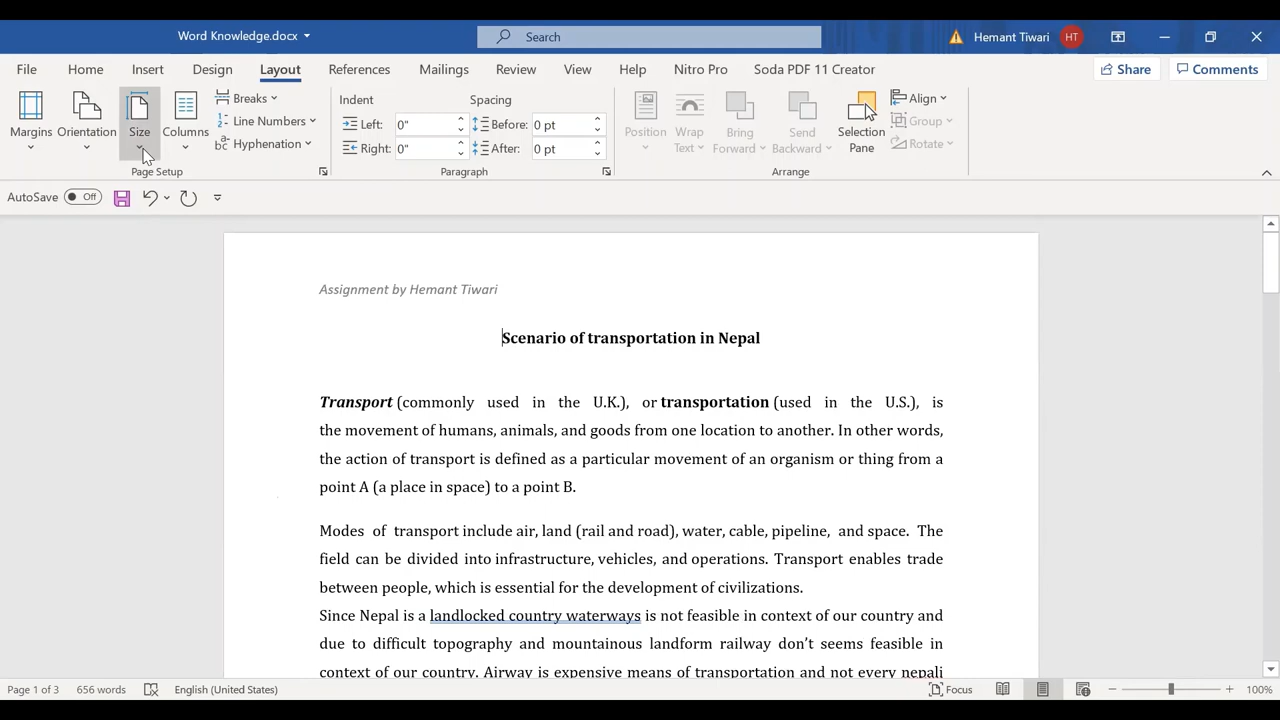 Word Knowledge.docx
Search
Hemant Tiwari
HT
File Home Insert Design Layout References Mailings Review View Help Nitro Pro Soda PDF 11 Creator
Share
Comments
Margins
Orientation
Size
Columns
Breaks
Line Numbers
Hyphenation
Page Setup
Indent
Left: 0"
Right: 0"
Spacing
Before: 0 pt
After: 0 pt
Paragraph
Position
Wrap
Text
Bring
Forward
Send
Backward
Selection
Pane
Align
Group
Rotate
Arrange
AutoSave Off
Assignment by Hemant Tiwari
Scenario of transportation in Nepal
Transport (commonly used in the U.K.), or transportation (used in the U.S.), is
the movement of humans, animals, and goods from one location to another. In other words,
the action of transport is defined as a particular movement of an organism or thing from a
point A (a place in space) to a point B.
Modes of transport include air, land (rail and road), water, cable, pipeline, and space. The
field can be divided into infrastructure, vehicles, and operations. Transport enables trade
between people, which is essential for the development of civilizations.
Since Nepal is a landlocked country waterways is not feasible in context of our country and
due to difficult topography and mountainous landform railway don't seems feasible in
context of our country. Airway is expensive means of transportation and not every nepali
Page 1 of 3 656 words English (United States)
Focus
100%